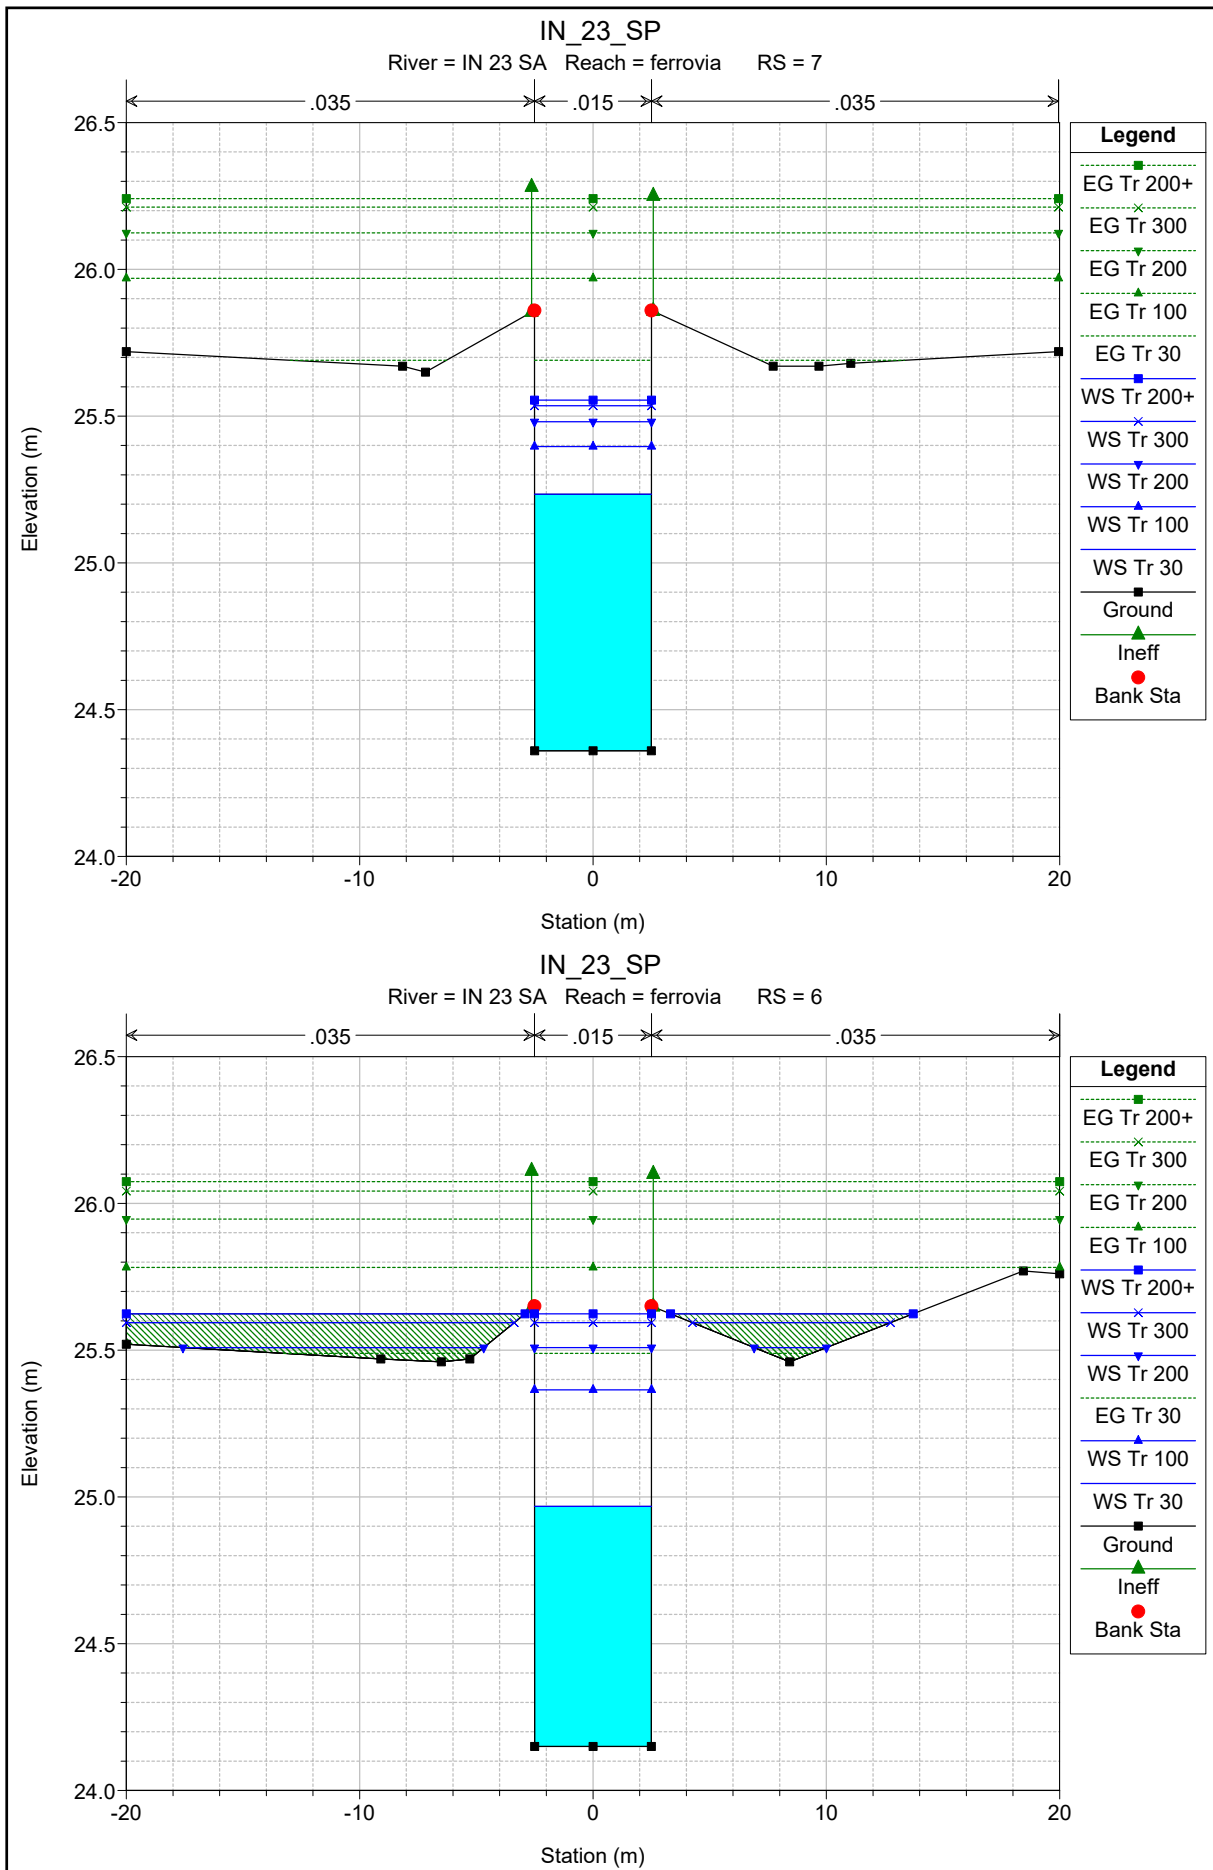 IN_23_SP
River = IN 23 SA   Reach = ferrovia   RS = 7
.035
.015
.035
26.5
26.0
25.5
25.0
24.5
24.0
-20
-10
0
10
20
Elevation (m)
Station (m)
Legend
EG Tr 200+
EG Tr 300
EG Tr 200
EG Tr 100
EG Tr 30
WS Tr 200+
WS Tr 300
WS Tr 200
WS Tr 100
WS Tr 30
Ground
Ineff
Bank Sta
IN_23_SP
River = IN 23 SA   Reach = ferrovia   RS = 6
.035
.015
.035
26.5
26.0
25.5
25.0
24.5
24.0
-20
-10
0
10
20
Elevation (m)
Station (m)
Legend
EG Tr 200+
EG Tr 300
EG Tr 200
EG Tr 100
WS Tr 200+
WS Tr 300
WS Tr 200
EG Tr 30
WS Tr 100
WS Tr 30
Ground
Ineff
Bank Sta